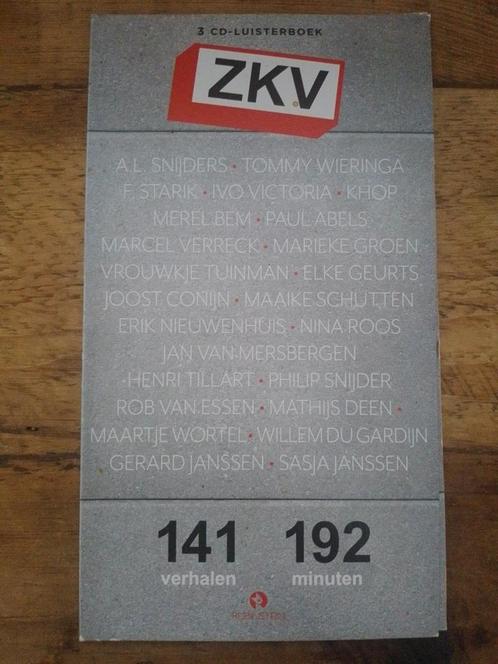 3 CD-LUISTERBOEK
ZKV
A.L. SNIJDERS • TOMMY WIERINGA
F. STARIK • IVO VICTORIA • KHOP
MEREL BEM • PAUL ABELS
MARCEL VERRECK • MARIEKE GROEN
VROUWKJE TUINMAN • ELKE GEURTS
JOOST CONIJN • MAAIKE SCHUTTEN
ERIK NIEUWENHUIS • NINA ROOS
JAN VAN MERSBERGEN
• HENRI TILLART • PHILIP SNIJDER
ROB VAN ESSEN • MATHIJS DEEN •
MAARTJE WORTEL • WILLEM DU GARDIJN
GERARD JANSSEN • SASJA JANSSEN
141 192
verhalen minuten
RUBINSTEIN